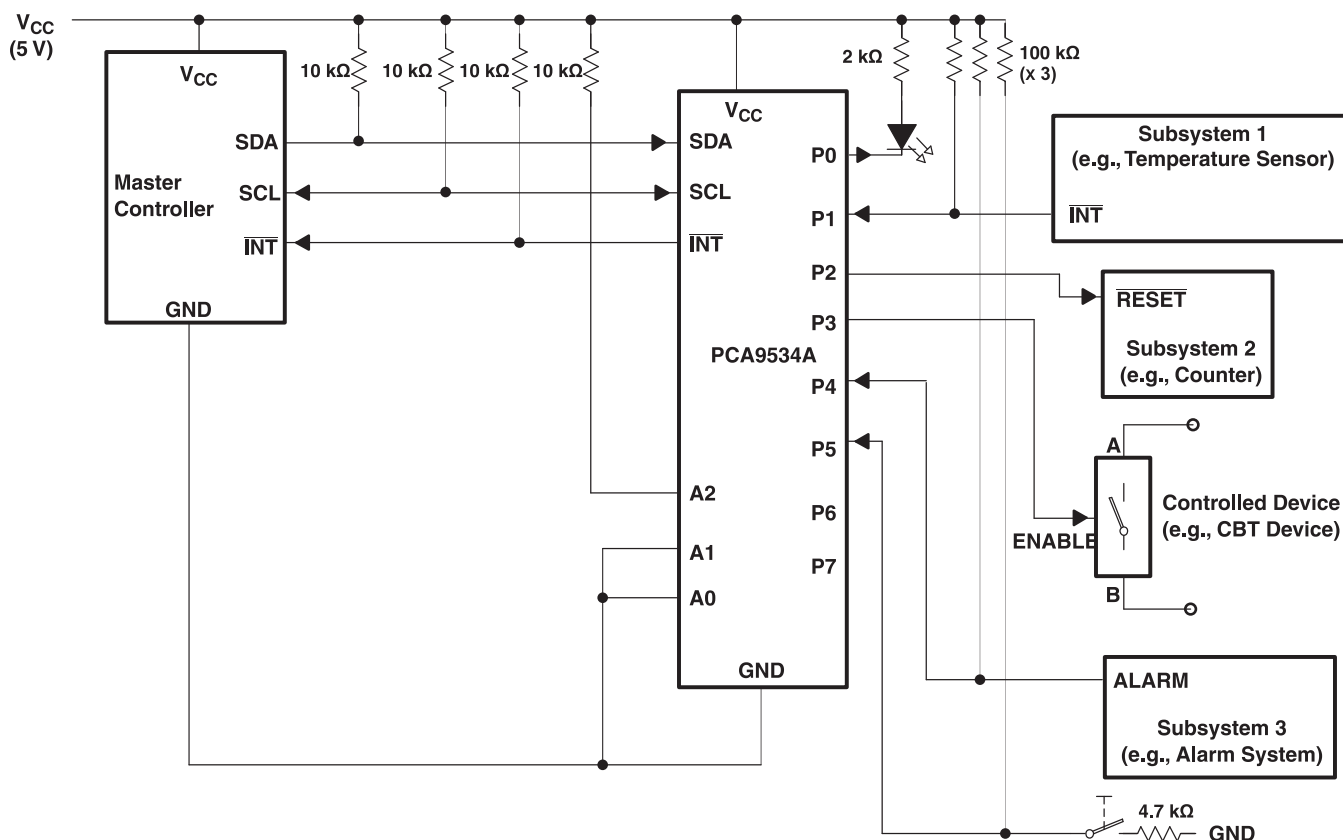 VCC
(5 V)
VCC
SDA
SCL
INT
Master
Controller
GND
10 kΩ
10 kΩ
10 kΩ
10 kΩ
VCC
SDA
SCL
INT
PCA9534A
A2
A1
A0
GND
P0
P1
P2
P3
P4
P5
P6
P7
2 kΩ
100 kΩ
(x 3)
Subsystem 1
(e.g., Temperature Sensor)
INT
RESET
Subsystem 2
(e.g., Counter)
A
Controlled Device
(e.g., CBT Device)
ENABLE
B
ALARM
Subsystem 3
(e.g., Alarm System)
4.7 kΩ
GND